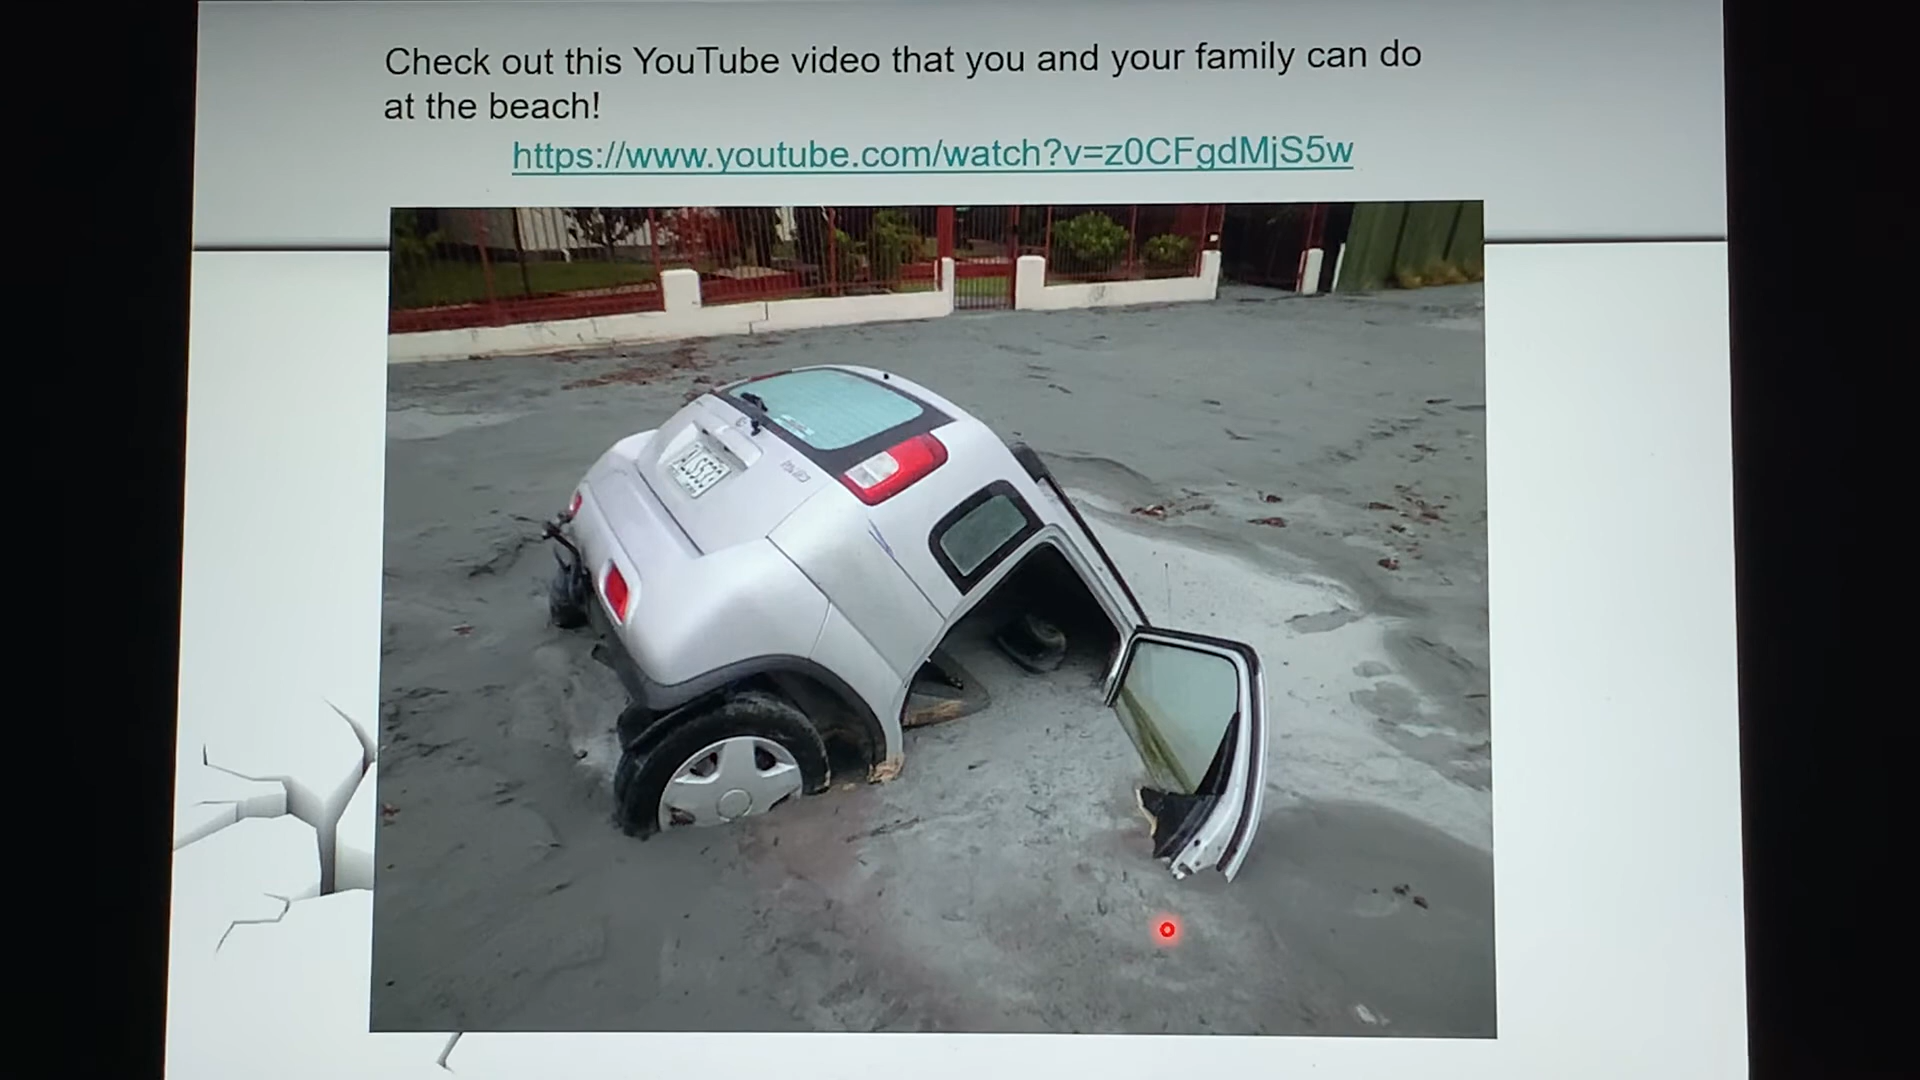 Check out this YouTube video that you and your family can do
at the beach!
https://www.youtube.com/watch?v=z0CFgdMjS5w